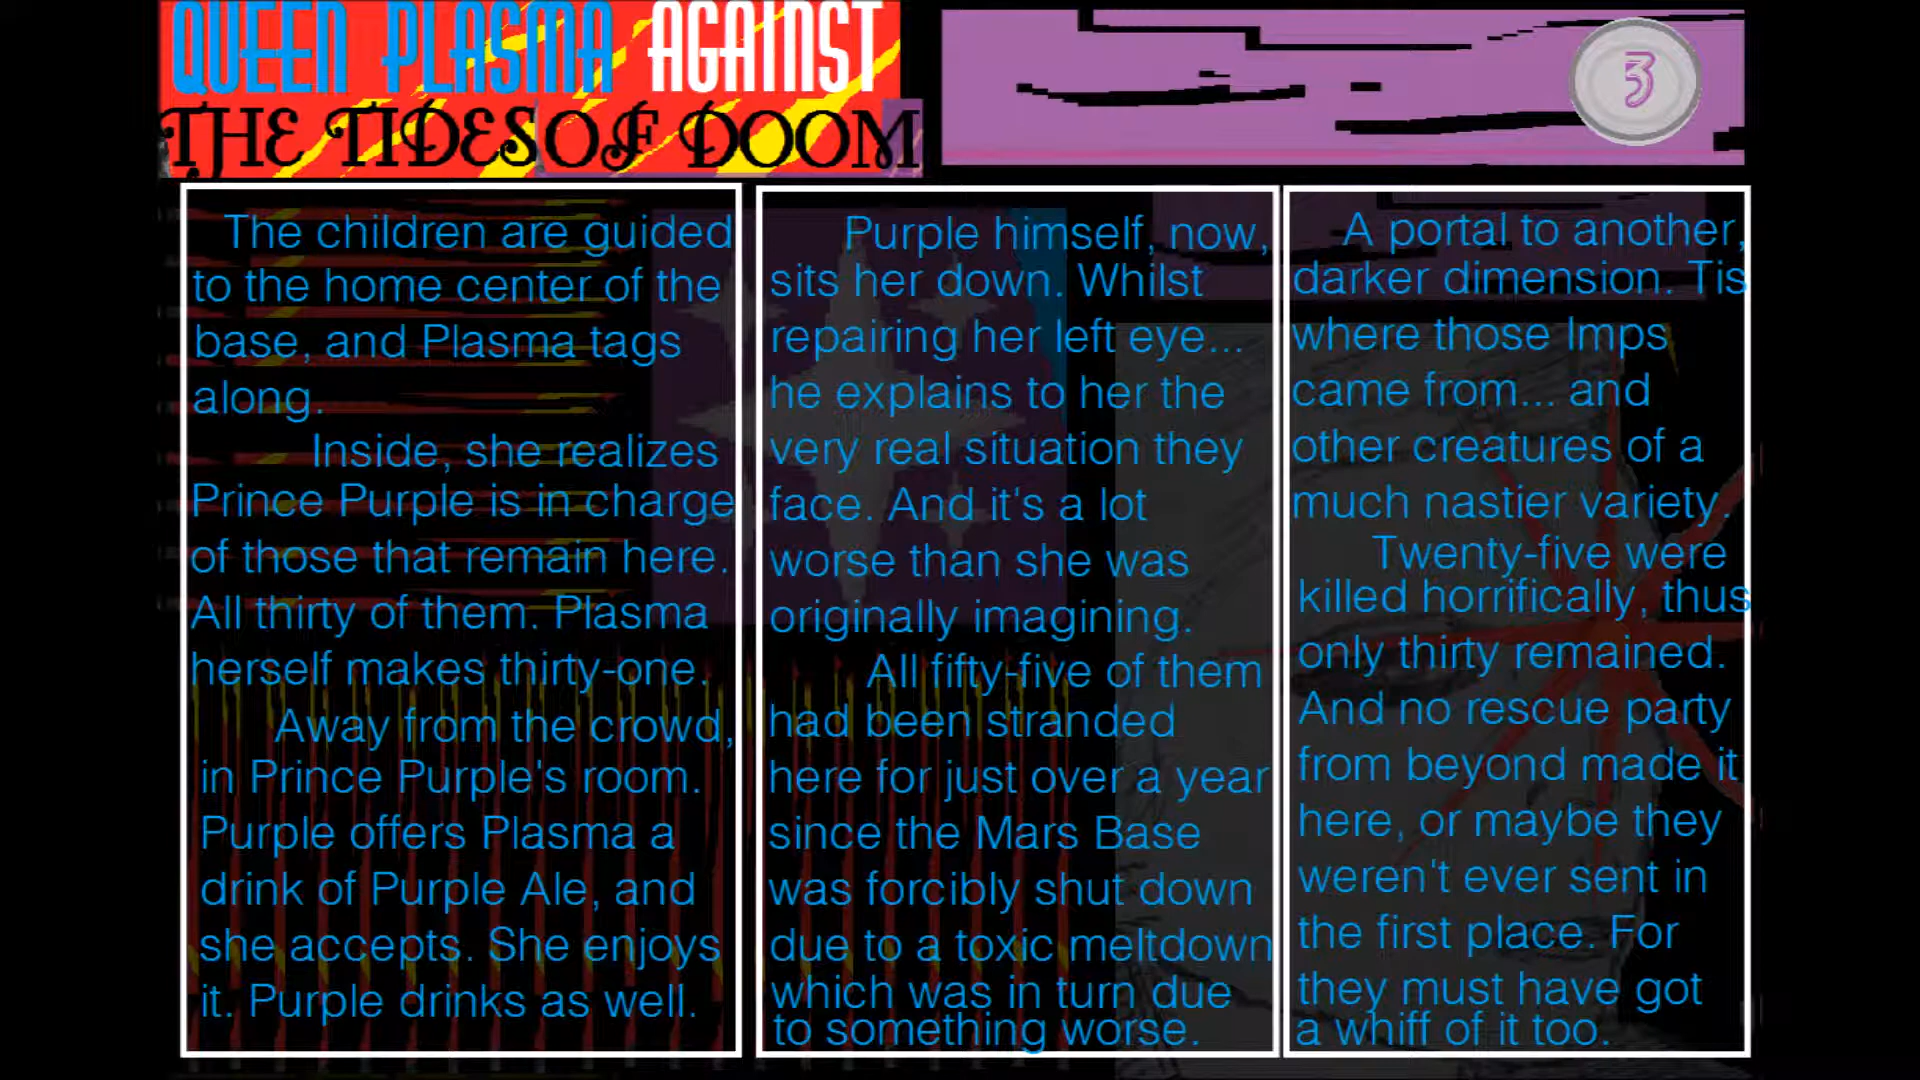 QUEEN PLASMA AGAINST
THE TIDES OF DOOM
3
The children are guided
to the home center of the
base, and Plasma tags
along.
Inside, she realizes
Prince Purple is in charge
of those that remain here.
All thirty of them. Plasma
herself makes thirty-one.
Away from the crowd,
in Prince Purple's room.
Purple offers Plasma a
drink of Purple Ale, and
she accepts. She enjoys
it. Purple drinks as well.
Purple himself, now,
sits her down. Whilst
repairing her left eye...
he explains to her the
very real situation they
face. And it's a lot
worse than she was
originally imagining.
All fifty-five of them
had been stranded
here for just over a year
since the Mars Base
was forcibly shut down
due to a toxic meltdown
which was in turn due
to something worse.
A portal to another,
darker dimension. Tis
where those Imps
came from... and
other creatures of a
much nastier variety.
Twenty-five were
killed horrifically, thus
only thirty remained.
And no rescue party
from beyond made it
here, or maybe they
weren't ever sent in
the first place. For
they must have got
a whiff of it too.